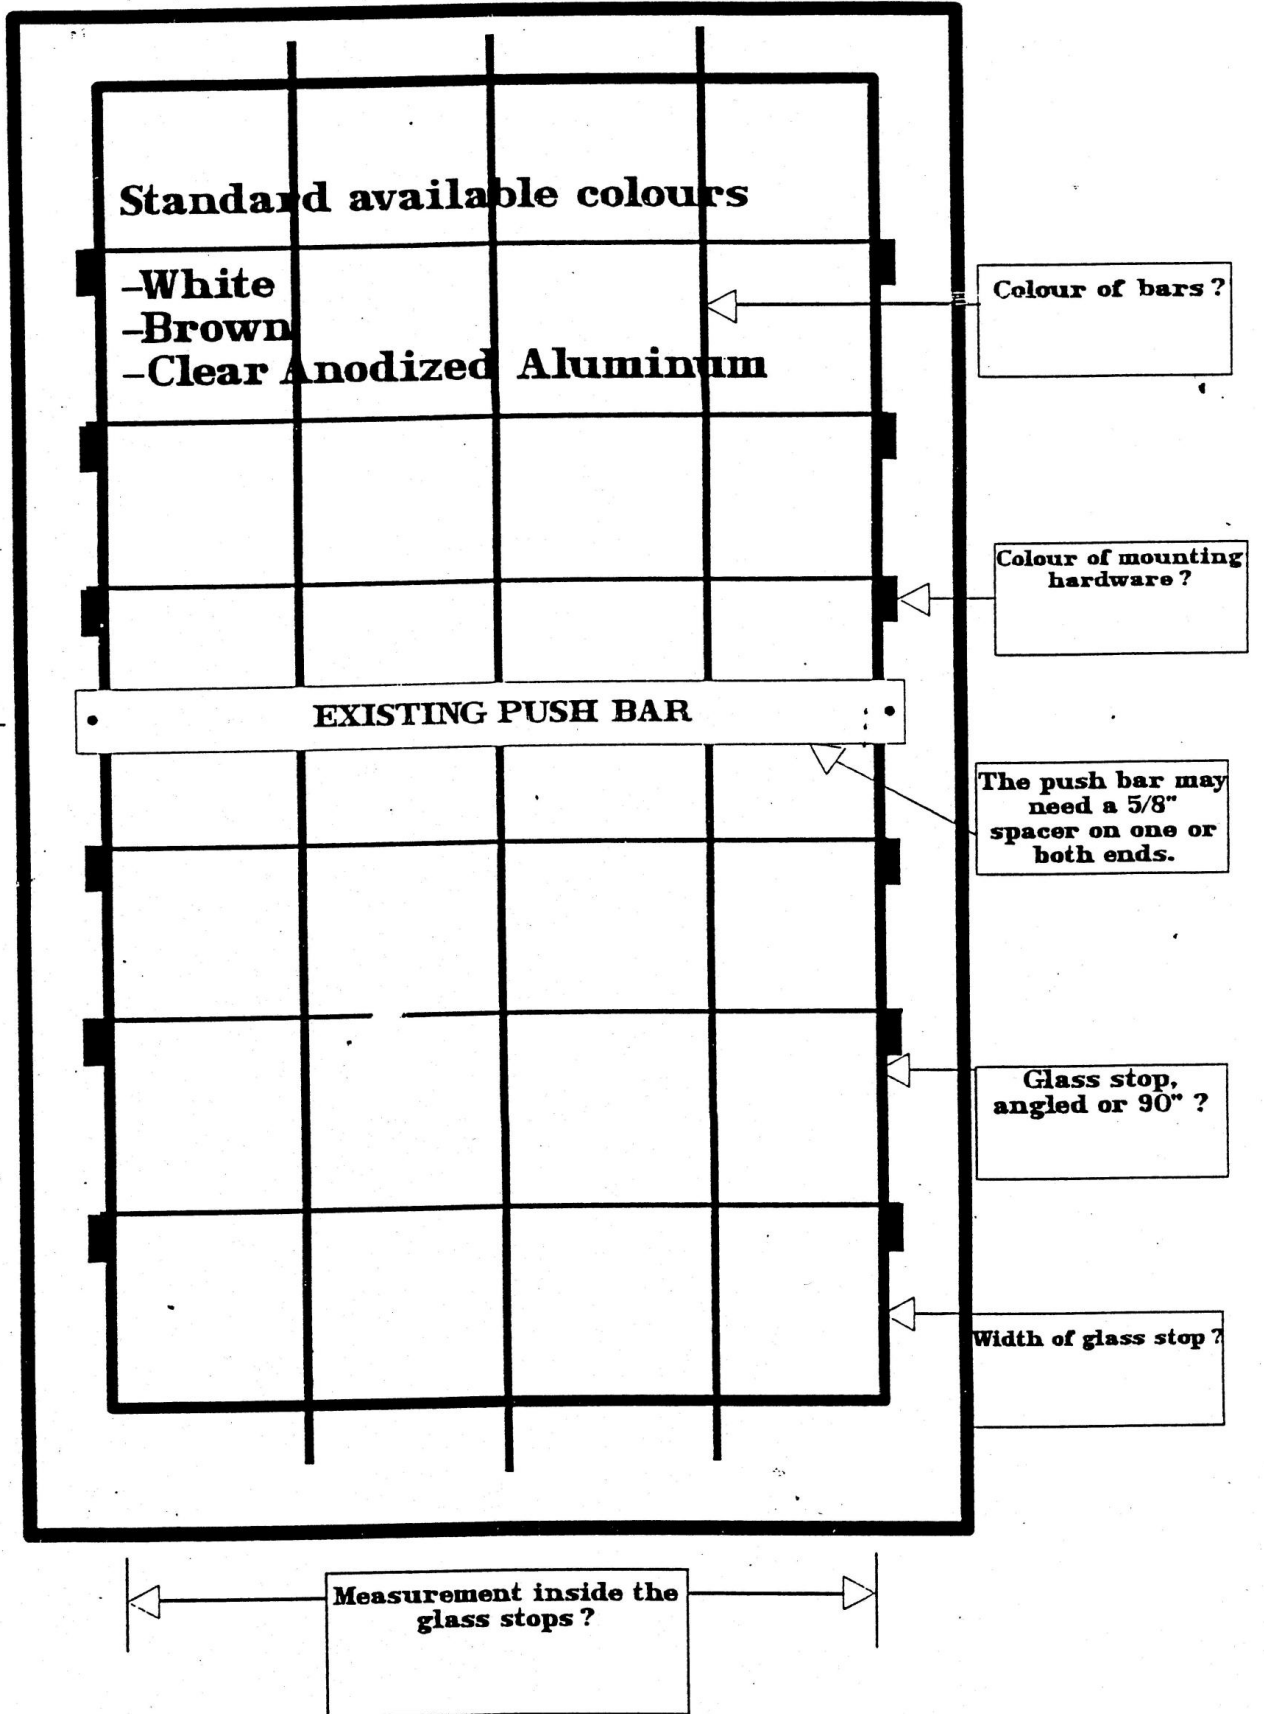 Standard available colours
-White
-Brown
-Clear Anodized Aluminum
Colour of bars?
Colour of mounting
hardware?
EXISTING PUSH BAR
The push bar may
need a 5/8"
spacer on one or
both ends.
Glass stop,
angled or 90" ?
Width of glass stop?
Measurement inside the
glass stops?